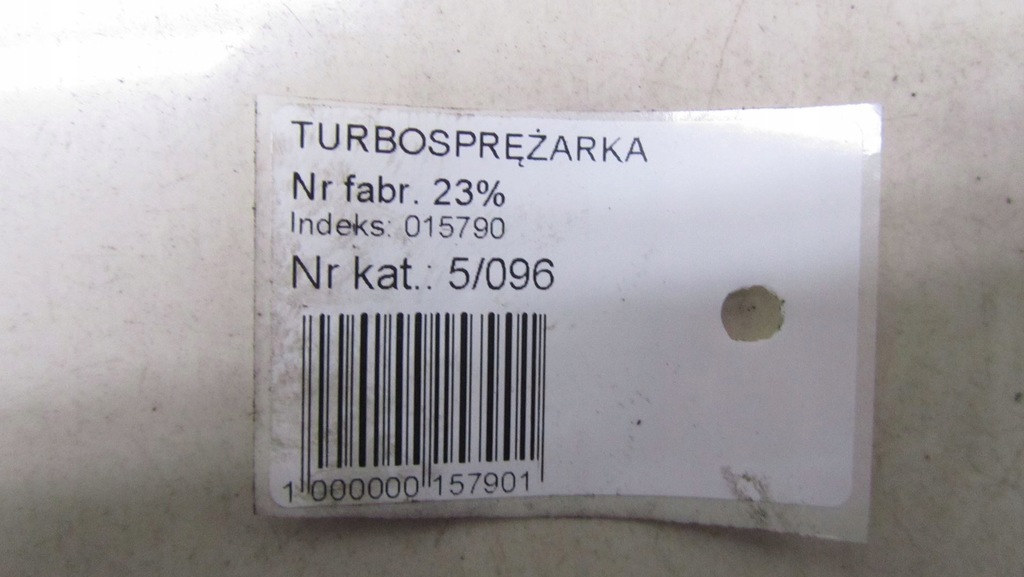 TURBOSPRĘŻARKA
Nr fabr. 23%
Indeks: 015790
Nr kat.: 5/096
1 000000 157901